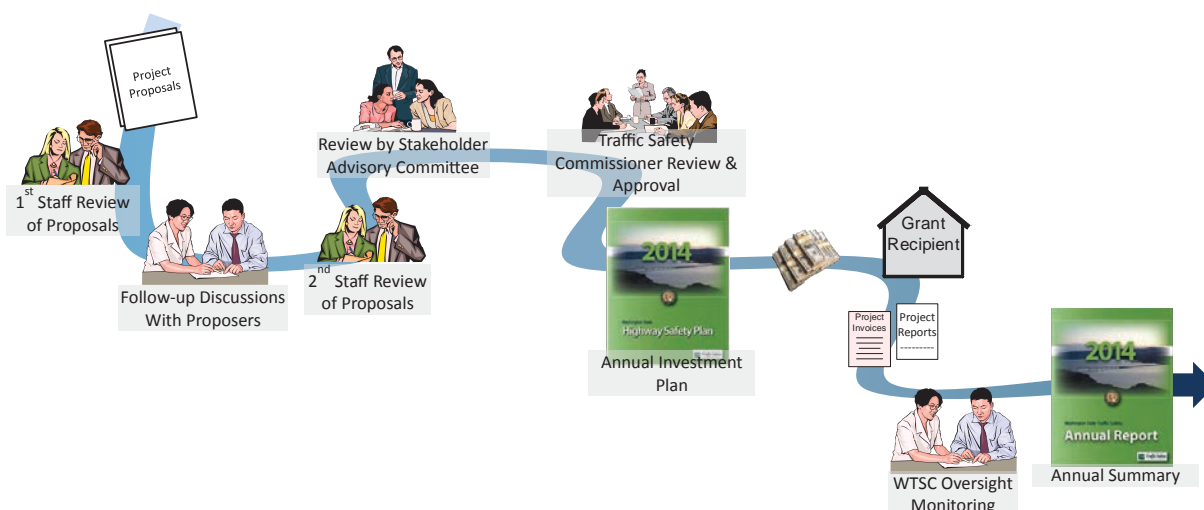 Project
Proposals
1st Staff Review
of Proposals
Follow-up Discussions
With Proposers
2nd Staff Review
of Proposals
Review by Stakeholder
Advisory Committee
Traffic Safety
Commissioner Review &
Approval
2014
Highway Safety Plan
Annual Investment
Plan
Grant
Recipient
Project
Invoices
Project
Reports
WTSC Oversight
Monitoring
2014
Annual Report
Annual Summary